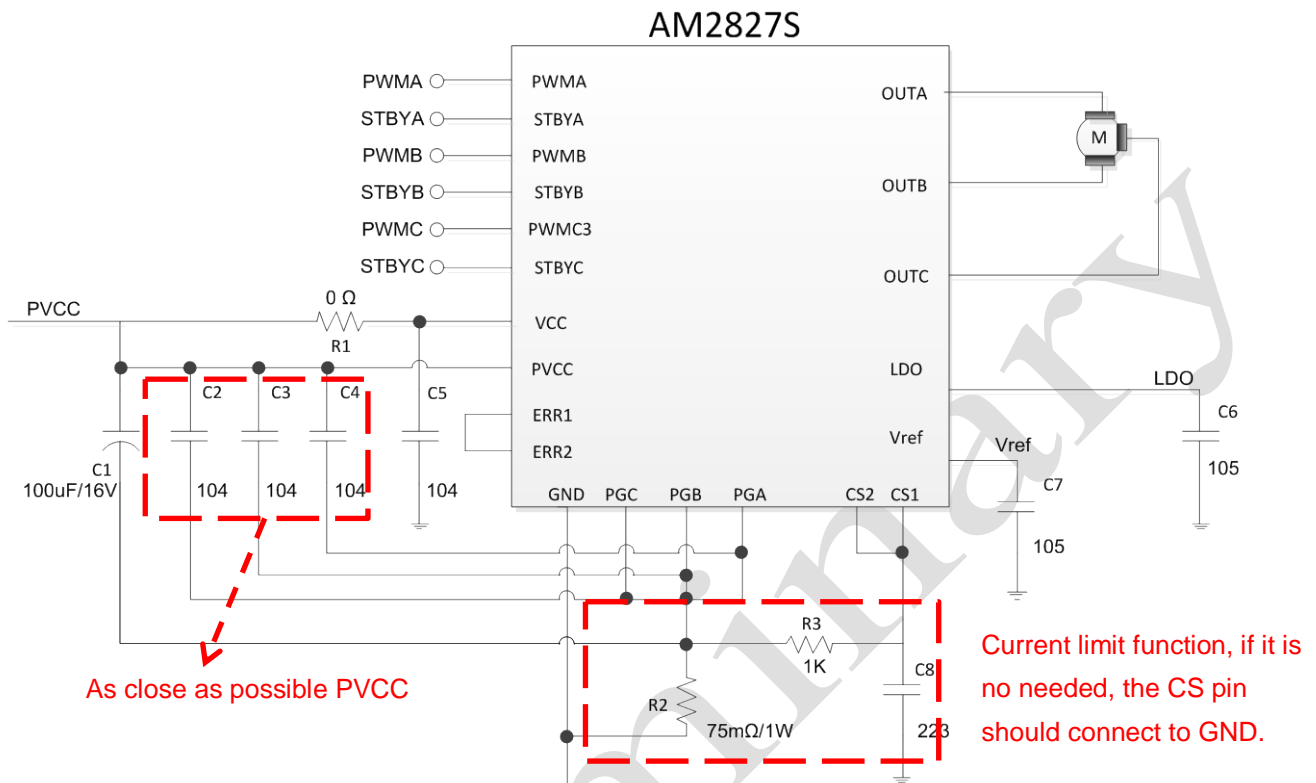 AM2827S
PWMA
STBYA
PWMB
STBYB
PWMC
STBYC
PWMA
STBYA
PWMB
STBYB
PWMC3
STBYC
VCC
PVCC
ERR1
ERR2
GND PGC PGB PGA CS2 CS1
OUTA
OUTB
OUTC
LDO
Vref
M
PVCC
0 Ω
R1
C2 C3 C4 C5
C1
100uF/16V
104 104 104 104
LDO
C6
105
Vref
C7
105
R3
1K
C8
223
R2
75mΩ/1W
As close as possible PVCC
Current limit function, if it is
no needed, the CS pin
should connect to GND.